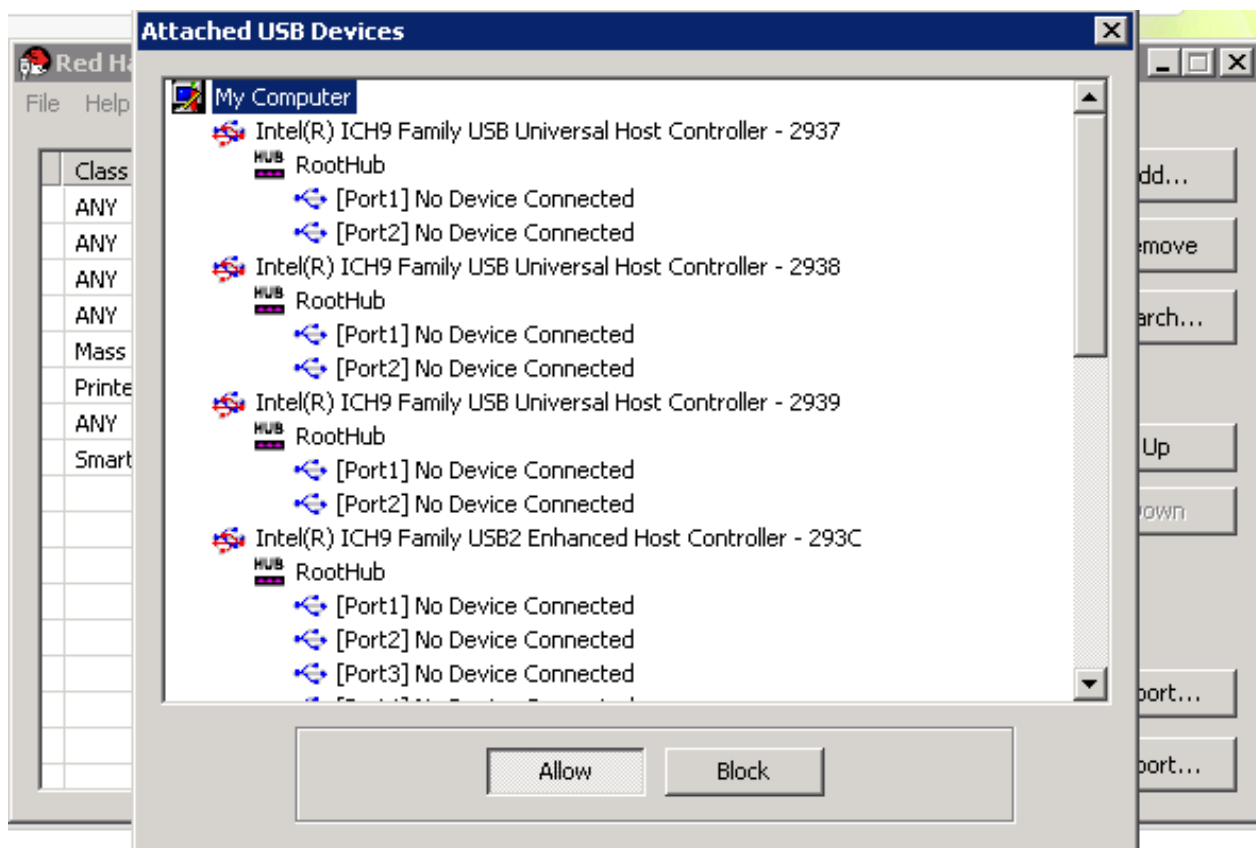 Attached USB Devices
Red Ha
File Help
My Computer
Intel(R) ICH9 Family USB Universal Host Controller - 2937
HUB RootHub
[Port1] No Device Connected
[Port2] No Device Connected
Intel(R) ICH9 Family USB Universal Host Controller - 2938
HUB RootHub
[Port1] No Device Connected
[Port2] No Device Connected
Intel(R) ICH9 Family USB Universal Host Controller - 2939
HUB RootHub
[Port1] No Device Connected
[Port2] No Device Connected
Intel(R) ICH9 Family USB2 Enhanced Host Controller - 293C
HUB RootHub
[Port1] No Device Connected
[Port2] No Device Connected
[Port3] No Device Connected
Allow Block
Class
ANY
ANY
ANY
ANY
Mass
Printe
ANY
Smart
dd...
emove
arch...
Up
own
port...
port...